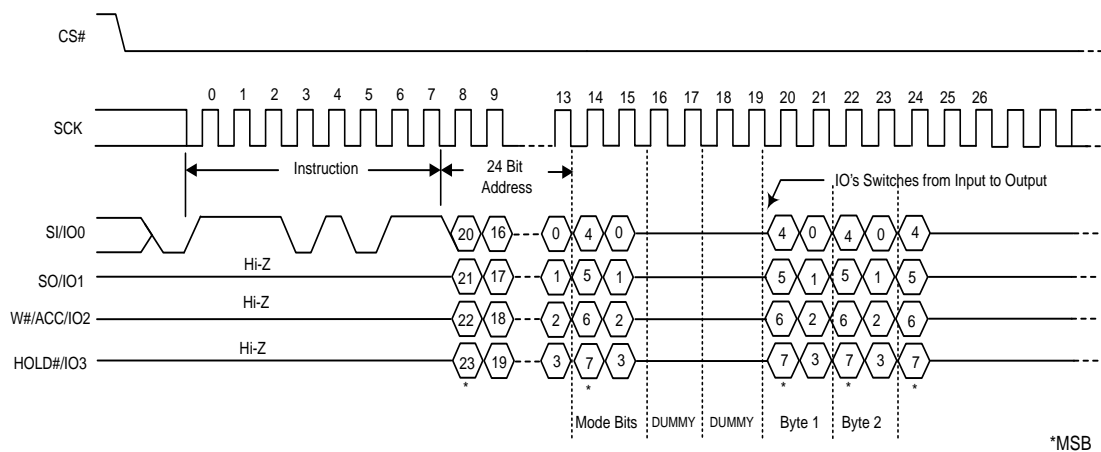 CS#
0 1 2 3 4 5 6 7 8 9 13 14 15 16 17 18 19 20 21 22 23 24 25 26
SCK
Instruction
24 Bit
Address
IO's Switches from Input to Output
SI/IO0 20 16 0 4 0 4 0 4 0 4
Hi-Z
SO/IO1 21 17 1 5 1 5 1 5 1 5
Hi-Z
W#/ACC/IO2 22 18 2 6 2 6 2 6 2 6
Hi-Z
HOLD#/IO3 23 19 3 7 3 7 3 7 3 7
* * * * *
Mode Bits DUMMY DUMMY Byte 1 Byte 2
*MSB